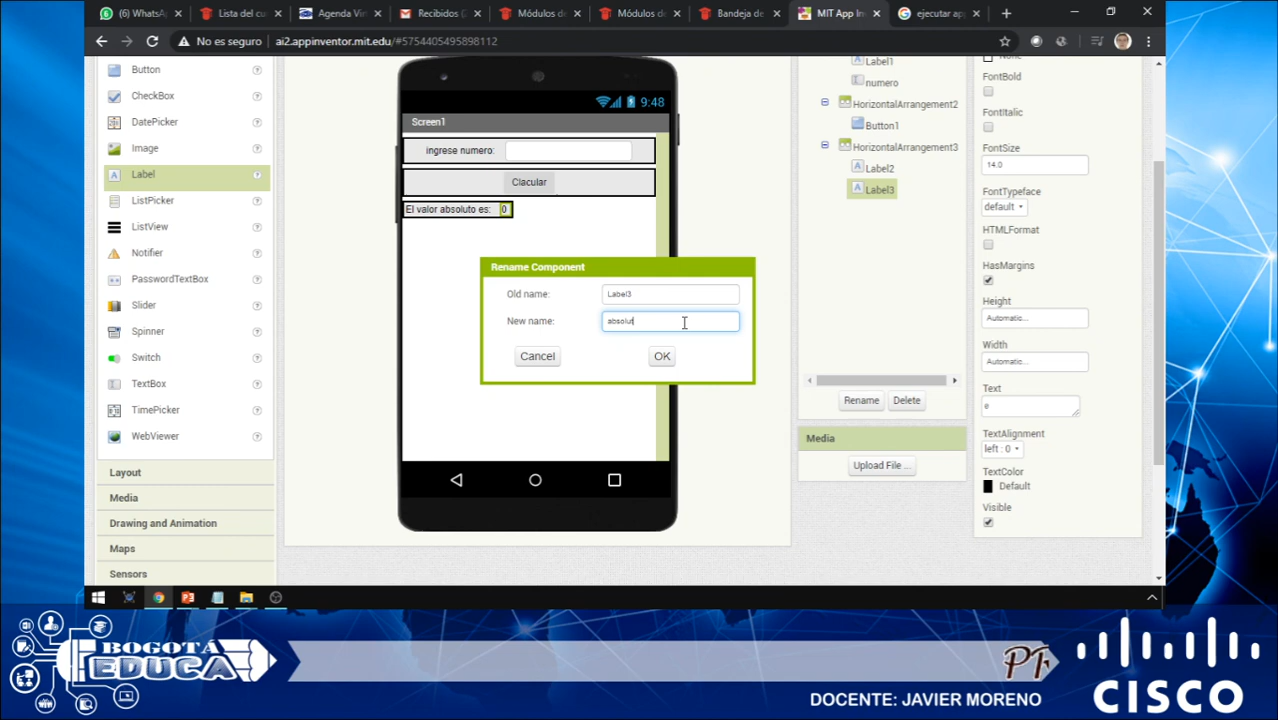 (6) WhatsA
Lista del cu
Agenda Virt
Recibidos (
Módulos de
Módulos de
Bandeja de
MIT App In
ejecutar ap
No es seguro
ai2.appinventor.mit.edu/#5754405495898112
Button
CheckBox
DatePicker
Image
Label
ListPicker
ListView
Notifier
PasswordTextBox
Slider
Spinner
Switch
TextBox
TimePicker
WebViewer
Layout
Media
Drawing and Animation
Maps
Sensors
9:48
Screen1
ingrese numero:
Clacular
El valor absoluto es: 0
Rename Component
Old name: Label3
New name: absolut
Cancel
OK
Label1
numero
HorizontalArrangement2
Button1
HorizontalArrangement3
Label2
Label3
Rename
Delete
Media
Upload File ...
FontBold
FontItalic
FontSize
14.0
FontTypeface
default
HTMLFormat
HasMargins
Height
Automatic...
Width
Automatic...
Text
e
TextAlignment
left : 0
TextColor
Default
Visible
BOGOTÁ
EDUCA
PT
DOCENTE: JAVIER MORENO
CISCO